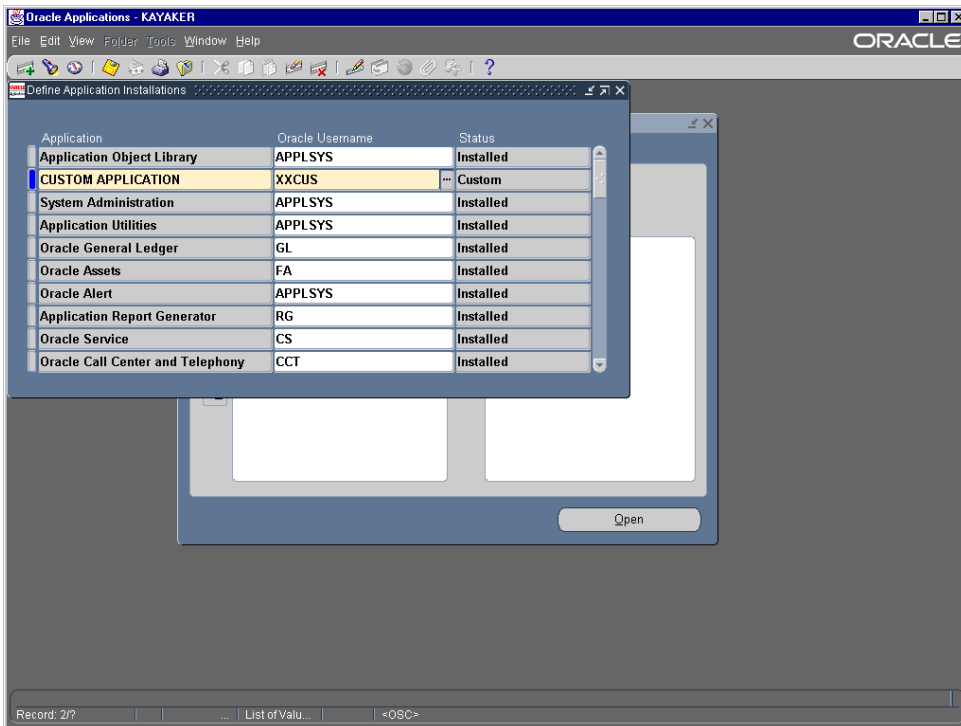 Oracle Applications - KAYAKER
File Edit View Folder Tools Window Help
ORACLE
Define Application Installations
Application Oracle Username Status
Application Object Library APPLSYS Installed
CUSTOM APPLICATION XXCUS ... Custom
System Administration APPLSYS Installed
Application Utilities APPLSYS Installed
Oracle General Ledger GL Installed
Oracle Assets FA Installed
Oracle Alert APPLSYS Installed
Application Report Generator RG Installed
Oracle Service CS Installed
Oracle Call Center and Telephony CCT Installed
Open
Record: 2/? ... List of Valu... <OSC>